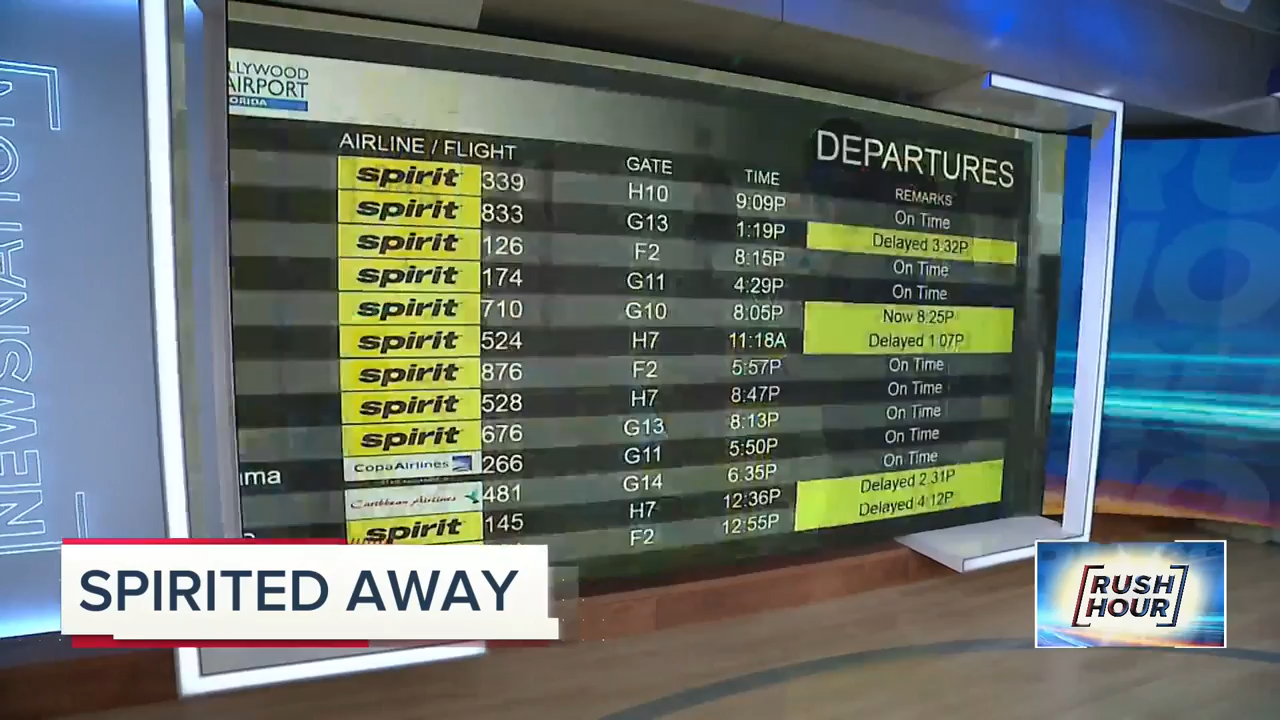 NEWSNATION
LLYWOOD
AIRPORT
ORIDA
DEPARTURES
AIRLINE / FLIGHT GATE TIME REMARKS
spirit 339 H10 9:09P On Time
spirit 833 G13 1:19P Delayed 3:32P
spirit 126 F2 8:15P On Time
spirit 174 G11 4:29P On Time
spirit 710 G10 8:05P Now 8:25P
spirit 524 H7 11:18A Delayed 1:07P
spirit 876 F2 5:57P On Time
spirit 528 H7 8:47P On Time
spirit 676 G13 8:13P On Time
CopaAirlines 266 G11 5:50P On Time
ama Caribbean Airlines 481 G14 6:35P On Time
spirit 145 H7 12:36P Delayed 2:31P
F2 12:55P Delayed 4:12P
SPIRITED AWAY
RUSH
HOUR